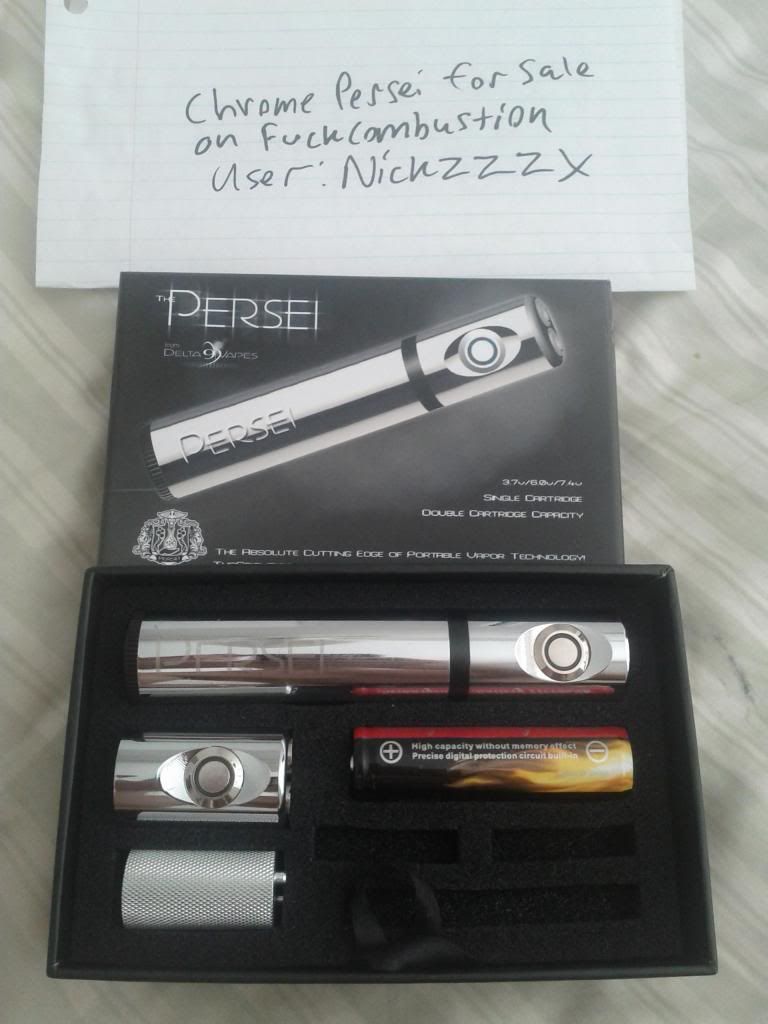 Chrome Persei for Sale
on Fuckcombustion
User: NickZZZX
THE PERSEI
from
DELTA 9 VAPES
PERSEI
3.7v/6.0v/7.4v
SINGLE CARTRIDGE
DOUBLE CARTRIDGE CAPACITY
PERSEI
THE ABSOLUTE CUTTING EDGE OF PORTABLE VAPOR TECHNOLOGY!
PERSEI
High capacity without memory effect
Precise digital protection circuit built-in